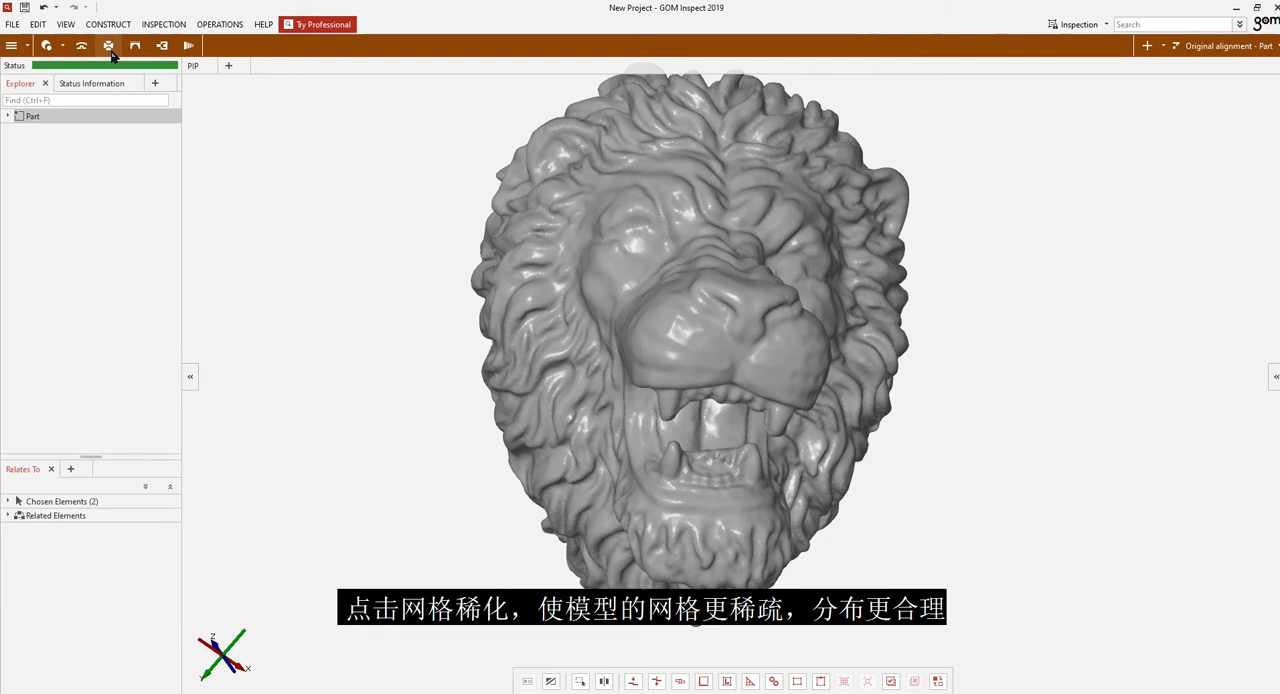 New Project - GOM Inspect 2019
FILE EDIT VIEW CONSTRUCT INSPECTION OPERATIONS HELP Try Professional
Inspection
Search
gom
Original alignment - Part
Status
PIP
Explorer
Status Information
Find (Ctrl+F)
Part
Relates To
Chosen Elements (2)
Related Elements
点击网格稀化，使模型的网格更稀疏，分布更合理
Z
X
Y